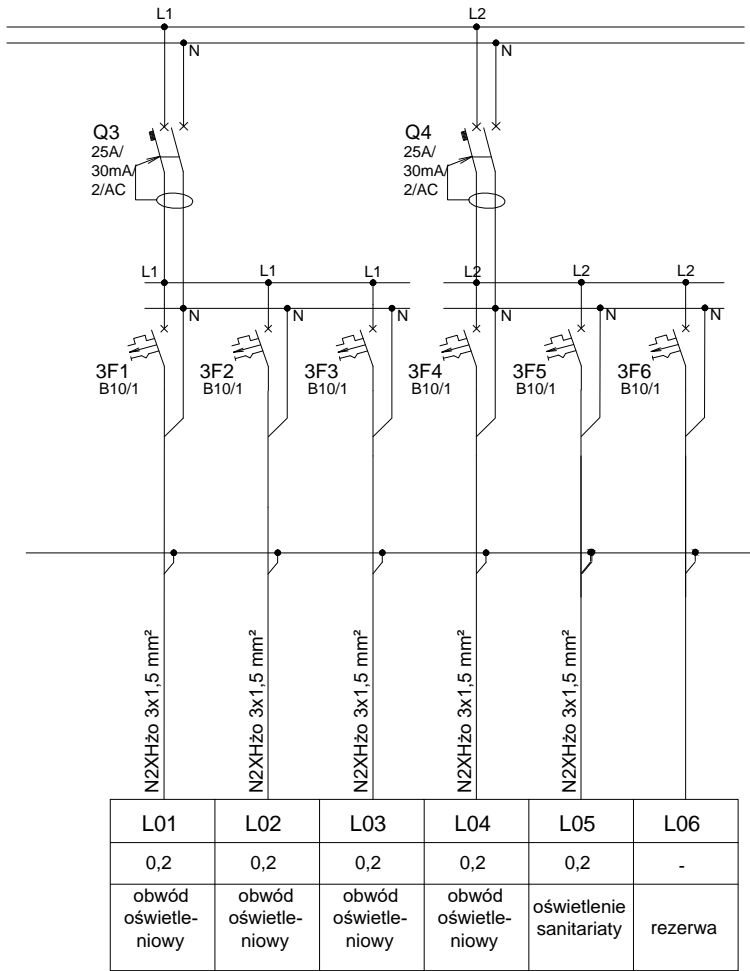 L1
L2
N
N
Q3
25A/
30mA/
2/AC
Q4
25A/
30mA/
2/AC
L1
L1
L1
L2
L2
L2
N
N
N
N
N
N
3F1
B10/1
3F2
B10/1
3F3
B10/1
3F4
B10/1
3F5
B10/1
3F6
B10/1
N2XHżo 3x1,5 mm²
N2XHżo 3x1,5 mm²
N2XHżo 3x1,5 mm²
N2XHżo 3x1,5 mm²
N2XHżo 3x1,5 mm²
L01
L02
L03
L04
L05
L06
0,2
0,2
0,2
0,2
0,2
-
obwód
oświetle-
niowy
obwód
oświetle-
niowy
obwód
oświetle-
niowy
obwód
oświetle-
niowy
oświetlenie
sanitariaty
rezerwa